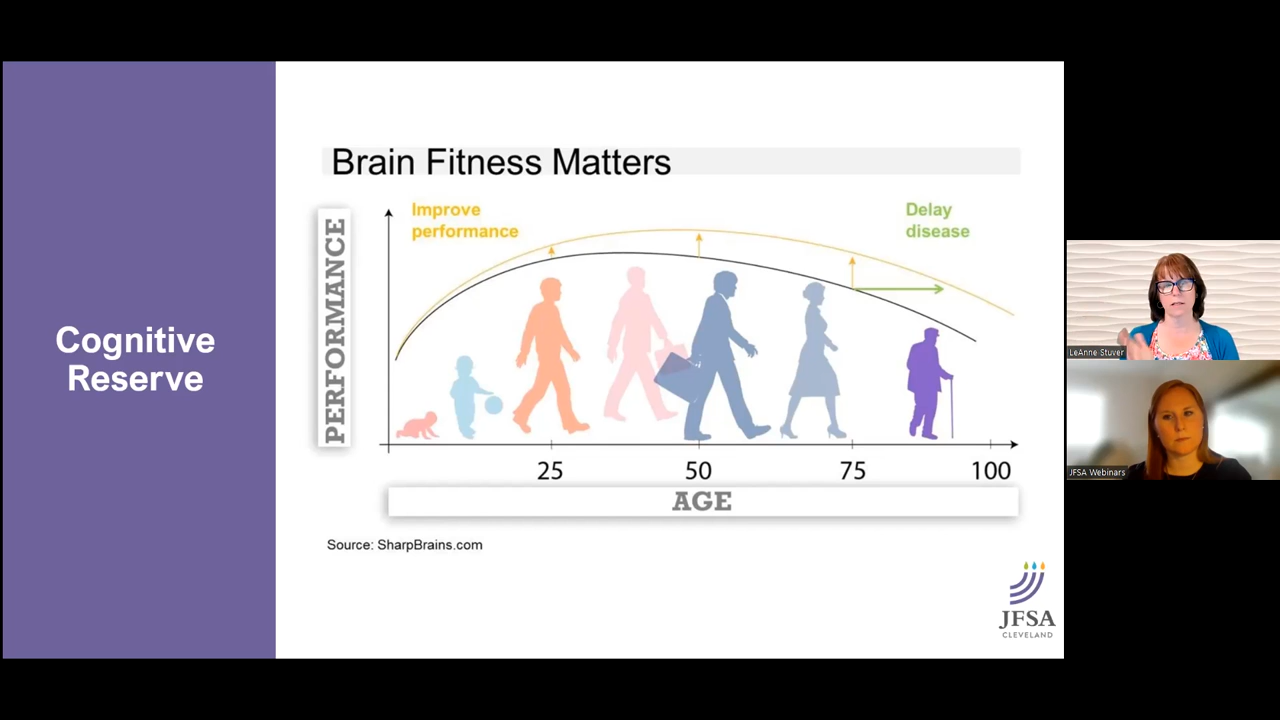 Cognitive
Reserve
Brain Fitness Matters
PERFORMANCE
Improve
performance
Delay
disease
25 50 75 100
AGE
Source: SharpBrains.com
JFSA
CLEVELAND
LeAnne Stuver
JFSA Webinars